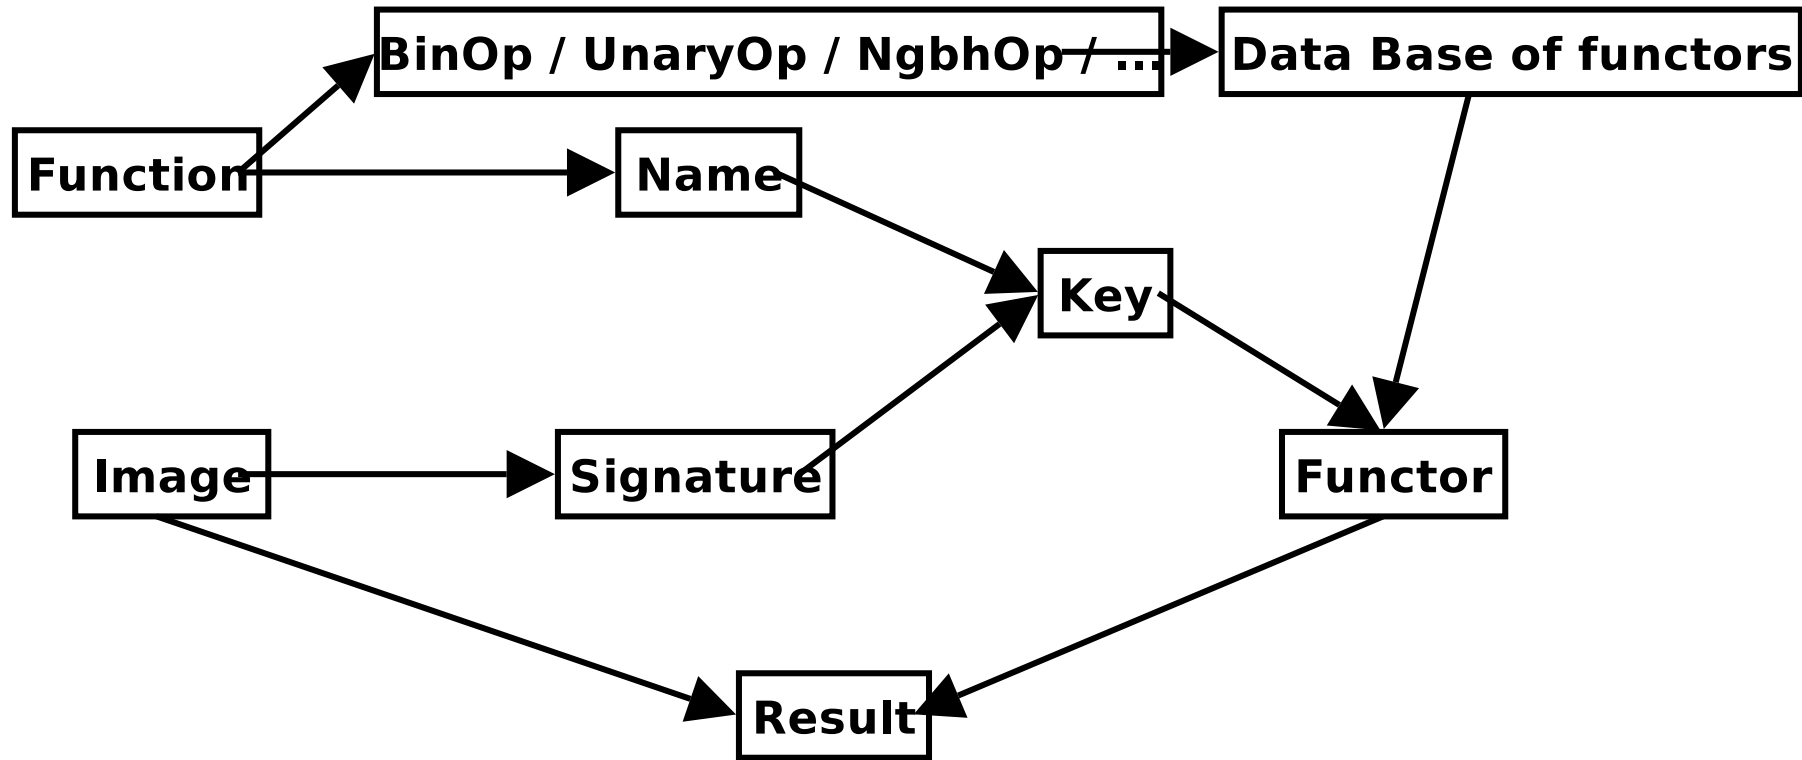 BinOp / UnaryOp / NgbhOp / ...
Data Base of functors
Function
Name
Key
Image
Signature
Functor
Result